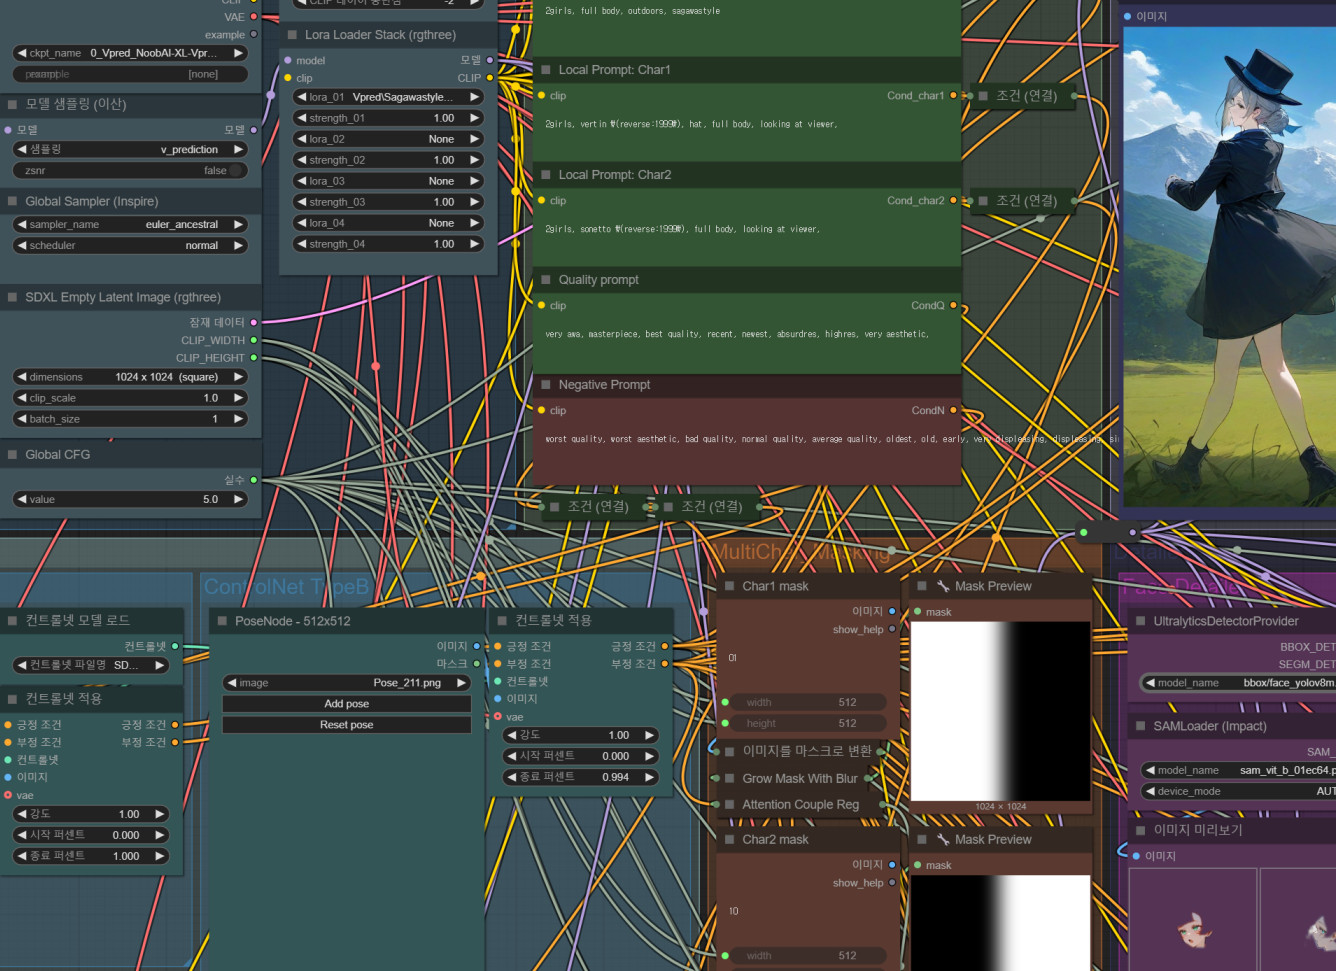 VAE
example
ckpt_name 0_Vpred_NoobAI-XL-Vpr...
[none]
모델 샘플링 (이산)
모델 모델
샘플링 v_prediction
zsnr false
Global Sampler (Inspire)
sampler_name euler_ancestral
scheduler normal
SDXL Empty Latent Image (rgthree)
잠재 데이터
CLIP_WIDTH
CLIP_HEIGHT
dimensions 1024 x 1024 (square)
clip_scale 1.0
batch_size 1
Global CFG
실수
value 5.0
-2
Lora Loader Stack (rgthree)
model 모델
clip CLIP
lora_01 Vpred\Sagawastyle...
strength_01 1.00
lora_02 None
strength_02 1.00
lora_03 None
strength_03 1.00
lora_04 None
strength_04 1.00
2girls, full body, outdoors, sagawastyle
Local Prompt: Char1
clip Cond_char1
2girls, vertin ₩(reverse:1999₩), hat, full body, looking at viewer,
Local Prompt: Char2
clip Cond_char2
2girls, sonetto ₩(reverse:1999₩), full body, looking at viewer,
Quality prompt
clip CondQ
very awa, masterpiece, best quality, recent, newest, absurdres, highres, very aesthetic,
Negative Prompt
clip CondN
worst quality, worst aesthetic, bad quality, normal quality, average quality, oldest, old, early, very displeasing, displeasing,
조건 (연결)
조건 (연결)
조건 (연결)
조건 (연결)
이미지
ControlNet TypeB
컨트롤넷 모델 로드
컨트롤넷
컨트롤넷 파일명 SD...
컨트롤넷 적용
긍정 조건 긍정 조건
부정 조건 부정 조건
컨트롤넷
이미지
vae
강도 1.00
시작 퍼센트 0.000
종료 퍼센트 1.000
PoseNode - 512x512
이미지
마스크
image Pose_211.png
Add pose
Reset pose
컨트롤넷 적용
긍정 조건 긍정 조건
부정 조건 부정 조건
컨트롤넷
이미지
vae
강도 1.00
시작 퍼센트 0.000
종료 퍼센트 0.994
MultiChar Masking
Char1 mask
이미지
show_help
01
width 512
height 512
이미지를 마스크로 변환
Grow Mask With Blur
Attention Couple Reg
Char2 mask
이미지
show_help
10
width 512
Mask Preview
mask
1024 × 1024
Mask Preview
mask
UltralyticsDetectorProvider
BBOX_DET
SEGM_DET
model_name bbox/face_yolov8m.
SAMLoader (Impact)
SAM_
model_name sam_vit_b_01ec64.p
device_mode AUT
이미지 미리보기
이미지